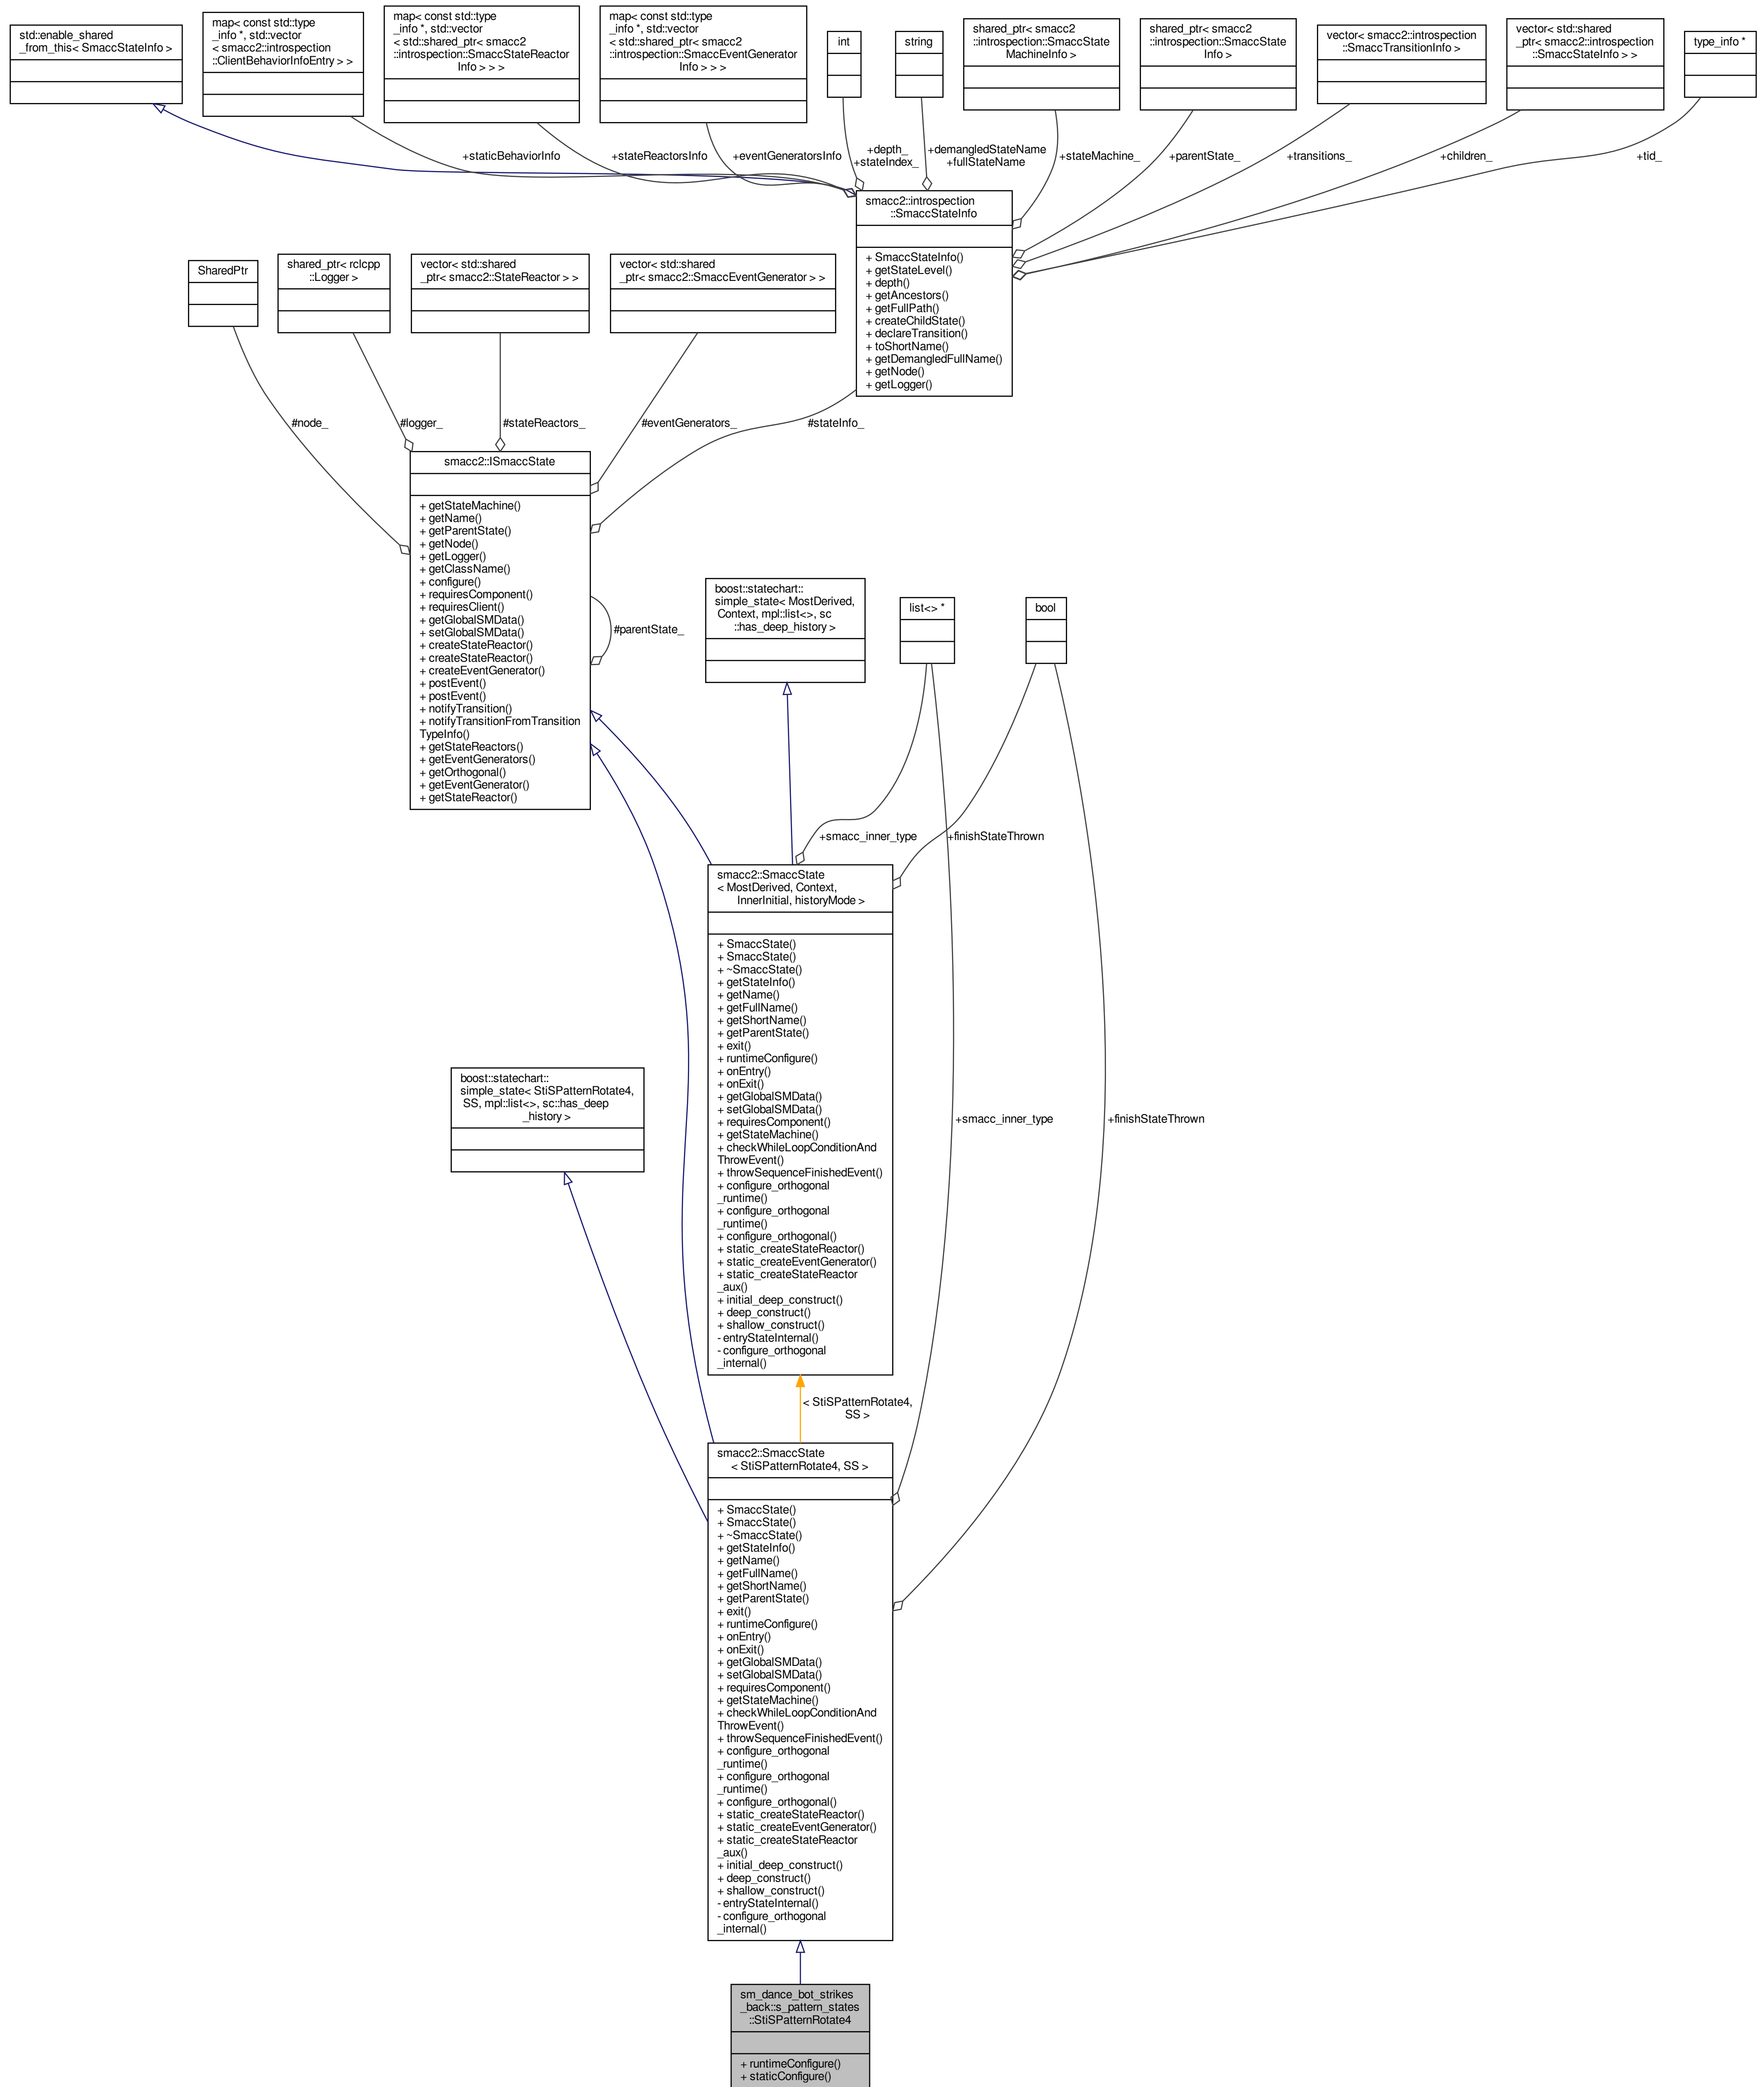 std::enable_shared
_from_this< SmaccStateInfo >
map< const std::type
_info *, std::vector
< smacc2::introspection
::ClientBehaviorInfoEntry > >
map< const std::type
_info *, std::vector
< std::shared_ptr< smacc2
::introspection::SmaccStateReactor
Info > > >
map< const std::type
_info *, std::vector
< std::shared_ptr< smacc2
::introspection::SmaccEventGenerator
Info > > >
int
string
shared_ptr< smacc2
::introspection::SmaccState
MachineInfo >
shared_ptr< smacc2
::introspection::SmaccState
Info >
vector< smacc2::introspection
::SmaccTransitionInfo >
vector< std::shared
_ptr< smacc2::introspection
::SmaccStateInfo > >
type_info *
+staticBehaviorInfo
+stateReactorsInfo
+eventGeneratorsInfo
+depth_
+stateIndex_
+demangledStateName
+fullStateName
+stateMachine_
+parentState_
+transitions_
+children_
+tid_
smacc2::introspection
::SmaccStateInfo
+ SmaccStateInfo()
+ getStateLevel()
+ depth()
+ getAncestors()
+ getFullPath()
+ createChildState()
+ declareTransition()
+ toShortName()
+ getDemangledFullName()
+ getNode()
+ getLogger()
SharedPtr
shared_ptr< rclcpp
::Logger >
vector< std::shared
_ptr< smacc2::StateReactor > >
vector< std::shared
_ptr< smacc2::SmaccEventGenerator > >
#node_
#logger_
#stateReactors_
#eventGenerators_
#stateInfo_
smacc2::ISmaccState
+ getStateMachine()
+ getName()
+ getParentState()
+ getNode()
+ getLogger()
+ getClassName()
+ configure()
+ requiresComponent()
+ requiresClient()
+ getGlobalSMData()
+ setGlobalSMData()
+ createStateReactor()
+ createStateReactor()
+ createEventGenerator()
+ postEvent()
+ postEvent()
+ notifyTransition()
+ notifyTransitionFromTransition
TypeInfo()
+ getStateReactors()
+ getEventGenerators()
+ getOrthogonal()
+ getEventGenerator()
+ getStateReactor()
#parentState_
boost::statechart::
simple_state< MostDerived,
Context, mpl::list<>, sc
::has_deep_history >
list<> *
bool
+smacc_inner_type
+finishStateThrown
smacc2::SmaccState
< MostDerived, Context,
InnerInitial, historyMode >
+ SmaccState()
+ SmaccState()
+ ~SmaccState()
+ getStateInfo()
+ getName()
+ getFullName()
+ getShortName()
+ getParentState()
+ exit()
+ runtimeConfigure()
+ onEntry()
+ onExit()
+ getGlobalSMData()
+ setGlobalSMData()
+ requiresComponent()
+ getStateMachine()
+ checkWhileLoopConditionAnd
ThrowEvent()
+ throwSequenceFinishedEvent()
+ configure_orthogonal
_runtime()
+ configure_orthogonal
_runtime()
+ configure_orthogonal()
+ static_createStateReactor()
+ static_createEventGenerator()
+ static_createStateReactor
_aux()
+ initial_deep_construct()
+ deep_construct()
+ shallow_construct()
- entryStateInternal()
- configure_orthogonal
_internal()
boost::statechart::
simple_state< StiSPatternRotate4,
SS, mpl::list<>, sc::has_deep
_history >
+smacc_inner_type
+finishStateThrown
< StiSPatternRotate4,
SS >
smacc2::SmaccState
< StiSPatternRotate4, SS >
+ SmaccState()
+ SmaccState()
+ ~SmaccState()
+ getStateInfo()
+ getName()
+ getFullName()
+ getShortName()
+ getParentState()
+ exit()
+ runtimeConfigure()
+ onEntry()
+ onExit()
+ getGlobalSMData()
+ setGlobalSMData()
+ requiresComponent()
+ getStateMachine()
+ checkWhileLoopConditionAnd
ThrowEvent()
+ throwSequenceFinishedEvent()
+ configure_orthogonal
_runtime()
+ configure_orthogonal
_runtime()
+ configure_orthogonal()
+ static_createStateReactor()
+ static_createEventGenerator()
+ static_createStateReactor
_aux()
+ initial_deep_construct()
+ deep_construct()
+ shallow_construct()
- entryStateInternal()
- configure_orthogonal
_internal()
sm_dance_bot_strikes
_back::s_pattern_states
::StiSPatternRotate4
+ runtimeConfigure()
+ staticConfigure()